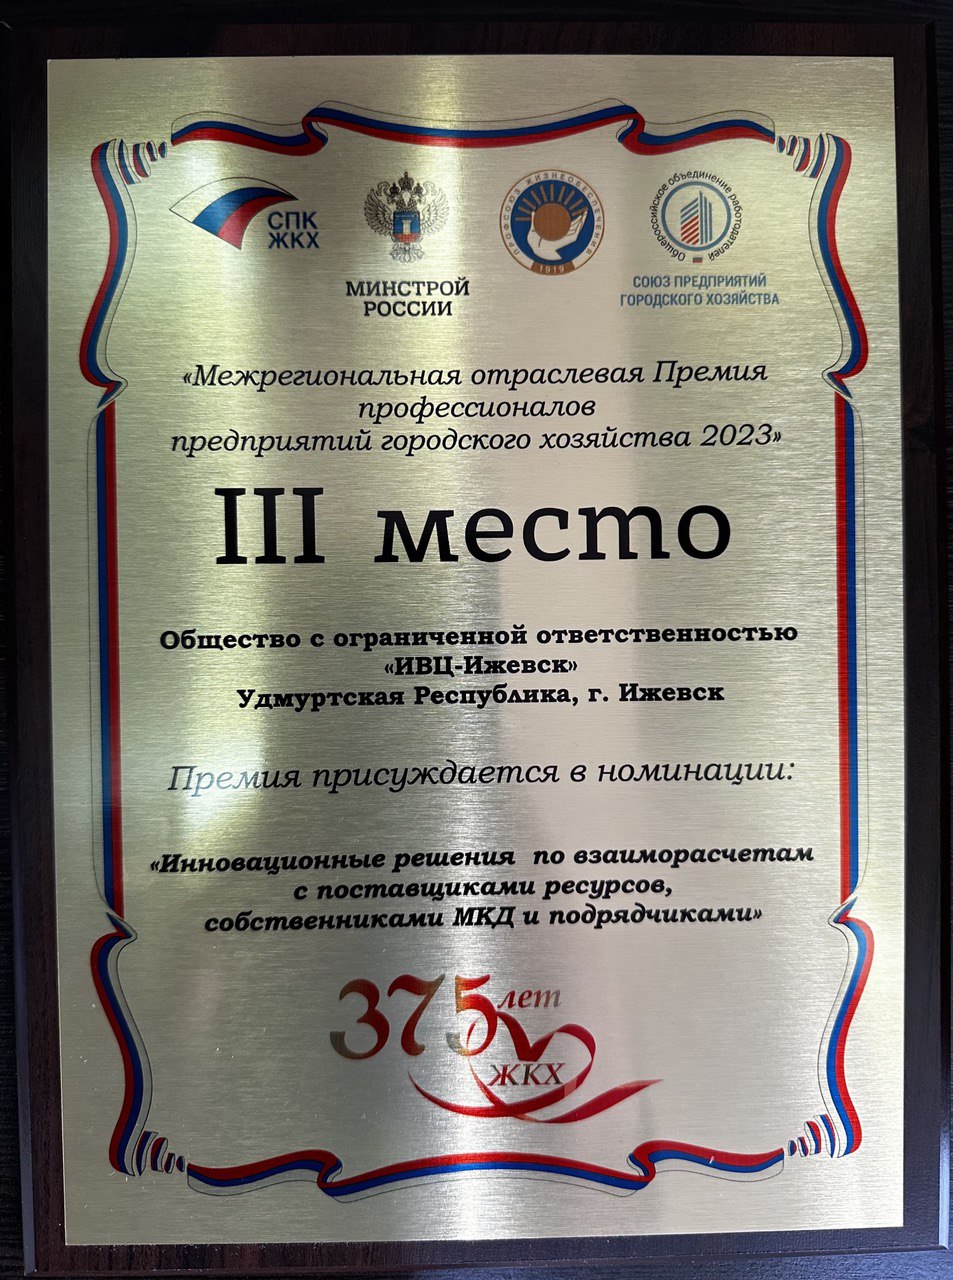 СПК
ЖКХ
МИНСТРОЙ
РОССИИ
ПРОФСОЮЗ ЖИЗНЕОБЕСПЕЧЕНИЯ
1919
Общероссийское объединение работодателей
СОЮЗ ПРЕДПРИЯТИЙ
ГОРОДСКОГО ХОЗЯЙСТВА
«Межрегиональная отраслевая Премия
профессионалов
предприятий городского хозяйства 2023»
III место
Общество с ограниченной ответственностью
«ИВЦ-Ижевск»
Удмуртская Республика, г. Ижевск
Премия присуждается в номинации:
«Инновационные решения по взаиморасчетам
с поставщиками ресурсов,
собственниками МКД и подрядчиками»
375 лет
ЖКХ